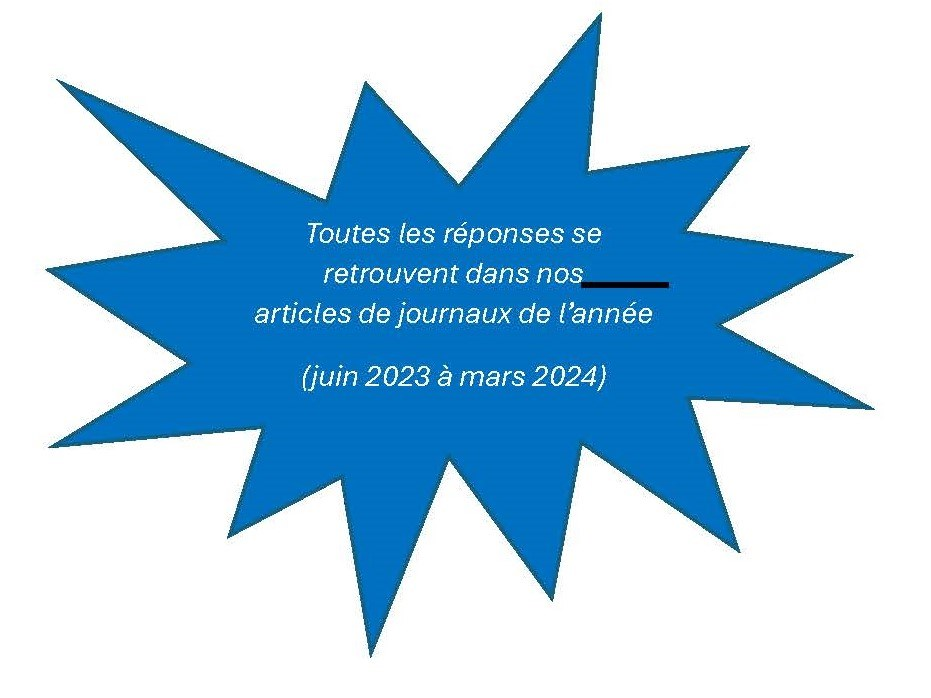 Toutes les réponses se
retrouvent dans nos
articles de journaux de l’année
(juin 2023 à mars 2024)